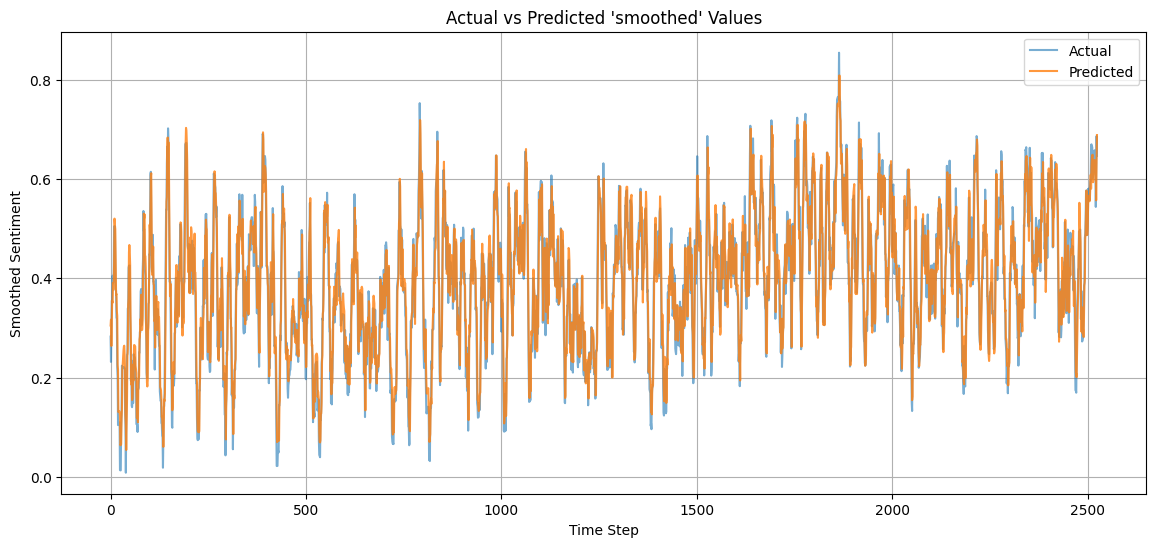 Actual vs Predicted 'smoothed' Values
Actual
Predicted
Smoothed Sentiment
0.8
0.6
0.4
0.2
0.0
0
500
1000
1500
2000
2500
Time Step